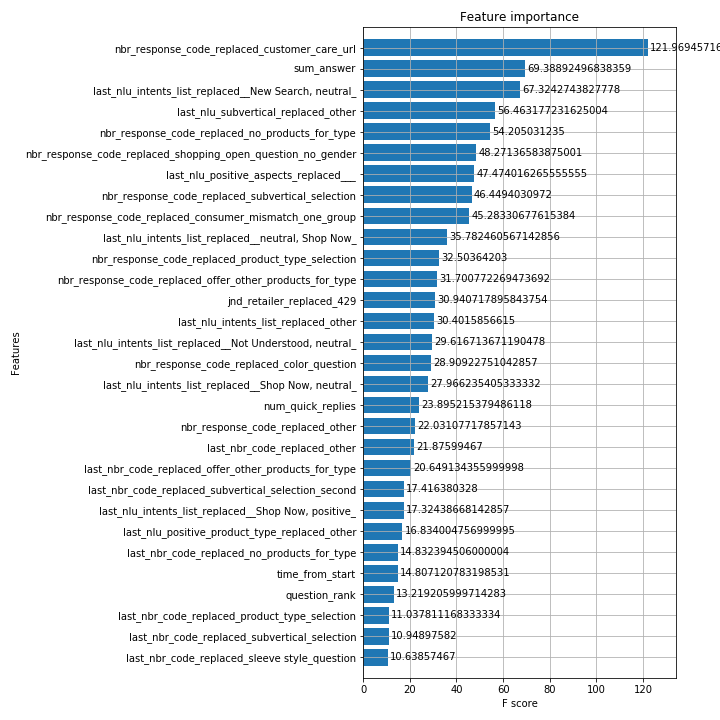 Feature importance
nbr_response_code_replaced_customer_care_url 121.96945716
sum_answer 69.38892496838359
last_nlu_intents_list_replaced__New Search, neutral_ 67.3242743827778
last_nlu_subvertical_replaced_other 56.463177231625004
nbr_response_code_replaced_no_products_for_type 54.205031235
nbr_response_code_replaced_shopping_open_question_no_gender 48.27136583875001
last_nlu_positive_aspects_replaced___ 47.474016265555555
nbr_response_code_replaced_subvertical_selection 46.4494030972
nbr_response_code_replaced_consumer_mismatch_one_group 45.28330677615384
last_nlu_intents_list_replaced__neutral, Shop Now_ 35.782460567142856
nbr_response_code_replaced_product_type_selection 32.50364203
nbr_response_code_replaced_offer_other_products_for_type 31.700772269473692
jnd_retailer_replaced_429 30.940717895843754
last_nlu_intents_list_replaced_other 30.4015856615
last_nlu_intents_list_replaced__Not Understood, neutral_ 29.616713671190478
nbr_response_code_replaced_color_question 28.90922751042857
last_nlu_intents_list_replaced__Shop Now, neutral_ 27.966235405333332
num_quick_replies 23.895215379486118
nbr_response_code_replaced_other 22.03107717857143
last_nbr_code_replaced_other 21.87599467
last_nbr_code_replaced_offer_other_products_for_type 20.649134355999998
last_nbr_code_replaced_subvertical_selection_second 17.416380328
last_nlu_intents_list_replaced__Shop Now, positive_ 17.32438668142857
last_nlu_positive_product_type_replaced_other 16.834004756999995
last_nbr_code_replaced_no_products_for_type 14.832394506000004
time_from_start 14.807120783198531
question_rank 13.219205999714283
last_nbr_code_replaced_product_type_selection 11.037811168333334
last_nbr_code_replaced_subvertical_selection 10.94897582
last_nbr_code_replaced_sleeve style_question 10.63857467
Features
0 20 40 60 80 100 120
F score